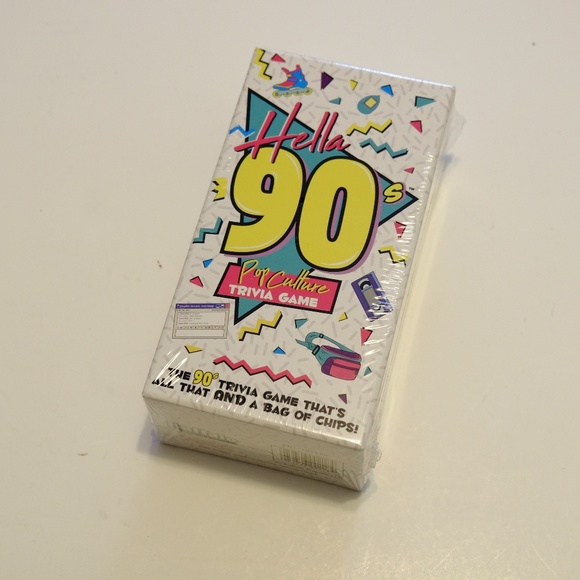 Hella
90s
Pop Culture
TRIVIA GAME
THE 90s TRIVIA GAME THAT'S
ALL THAT AND A BAG OF CHIPS!